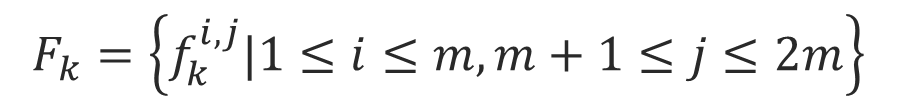 F_k = {f_k^{i,j}|1 ≤ i ≤ m, m + 1 ≤ j ≤ 2m}